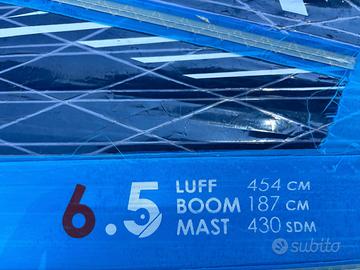 6.5
LUFF 454 CM
BOOM 187 CM
MAST 430 SDM
subito